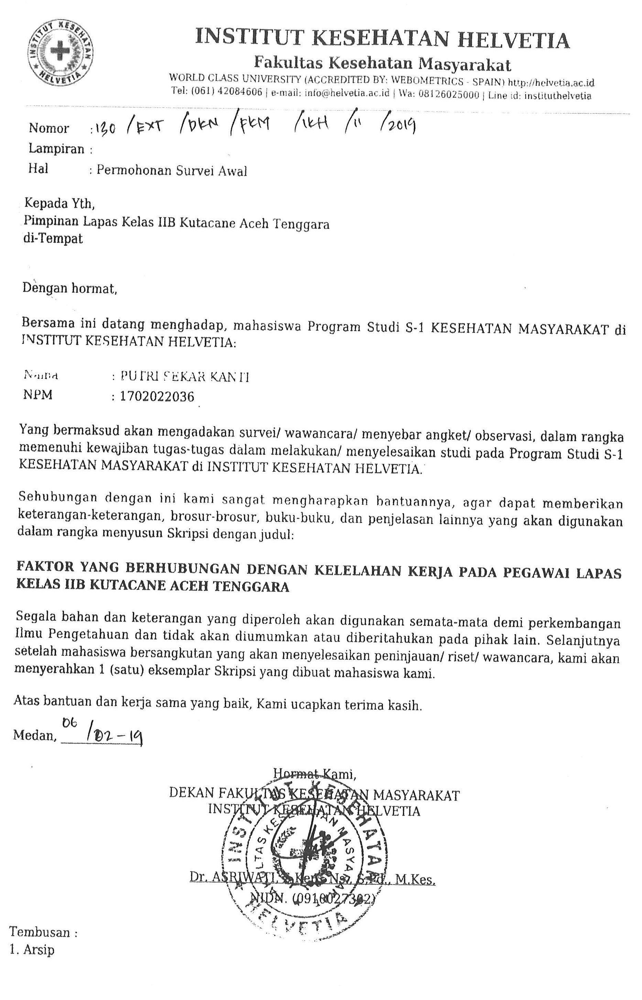 INSTITUT KESEHATAN
HELVETIA
INSTITUT KESEHATAN HELVETIA
Fakultas Kesehatan Masyarakat
WORLD CLASS UNIVERSITY (ACCREDITED BY: WEBOMETRICS - SPAIN) http://helvetia.ac.id
Tel: (061) 42084606 | e-mail: info@helvetia.ac.id | Wa: 08126025000 | Line id: instituthelvetia
Nomor : 130 /EXT /DKN /FKM /IKH /11 /2019
Lampiran :
Hal : Permohonan Survei Awal
Kepada Yth,
Pimpinan Lapas Kelas IIB Kutacane Aceh Tenggara
di-Tempat
Dengan hormat,
Bersama ini datang menghadap, mahasiswa Program Studi S-1 KESEHATAN MASYARAKAT di
INSTITUT KESEHATAN HELVETIA:
Nama : PUTRI SEKAR KANTI
NPM : 1702022036
Yang bermaksud akan mengadakan survei/ wawancara/ menyebar angket/ observasi, dalam rangka
memenuhi kewajiban tugas-tugas dalam melakukan/ menyelesaikan studi pada Program Studi S-1
KESEHATAN MASYARAKAT di INSTITUT KESEHATAN HELVETIA.
Sehubungan dengan ini kami sangat mengharapkan bantuannya, agar dapat memberikan
keterangan-keterangan, brosur-brosur, buku-buku, dan penjelasan lainnya yang akan digunakan
dalam rangka menyusun Skripsi dengan judul:
FAKTOR YANG BERHUBUNGAN DENGAN KELELAHAN KERJA PADA PEGAWAI LAPAS
KELAS IIB KUTACANE ACEH TENGGARA
Segala bahan dan keterangan yang diperoleh akan digunakan semata-mata demi perkembangan
Ilmu Pengetahuan dan tidak akan diumumkan atau diberitahukan pada pihak lain. Selanjutnya
setelah mahasiswa bersangkutan yang akan menyelesaikan peninjauan/ riset/ wawancara, kami akan
menyerahkan 1 (satu) eksemplar Skripsi yang dibuat mahasiswa kami.
Atas bantuan dan kerja sama yang baik, Kami ucapkan terima kasih.
Medan, 06 /02-19
Hormat Kami,
DEKAN FAKULTAS KESEHATAN MASYARAKAT
INSTITUT KESEHATAN HELVETIA
INSTITUT KESEHATAN
HELVETIA
Dr. ASRIWATI, S.Kep., Ns., S.Pd., M.Kes.
NIDN. (0910027302)
Tembusan :
1. Arsip